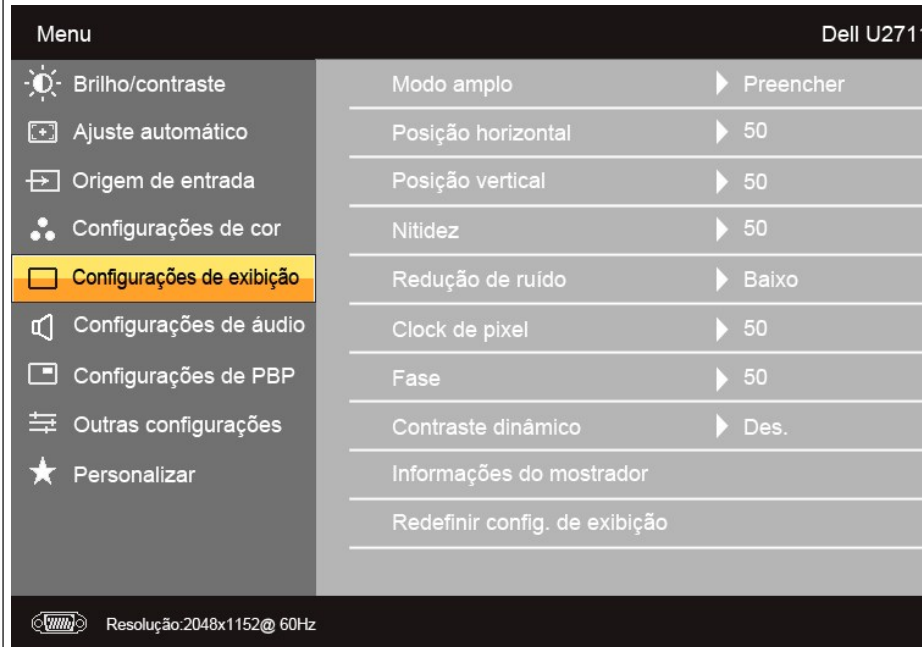 Menu Dell U2711
Brilho/contraste
Ajuste automático
Origem de entrada
Configurações de cor
Configurações de exibição
Configurações de áudio
Configurações de PBP
Outras configurações
Personalizar
Modo amplo Preencher
Posição horizontal 50
Posição vertical 50
Nitidez 50
Redução de ruído Baixo
Clock de pixel 50
Fase 50
Contraste dinâmico Des.
Informações do mostrador
Redefinir config. de exibição
Resolução:2048x1152@ 60Hz